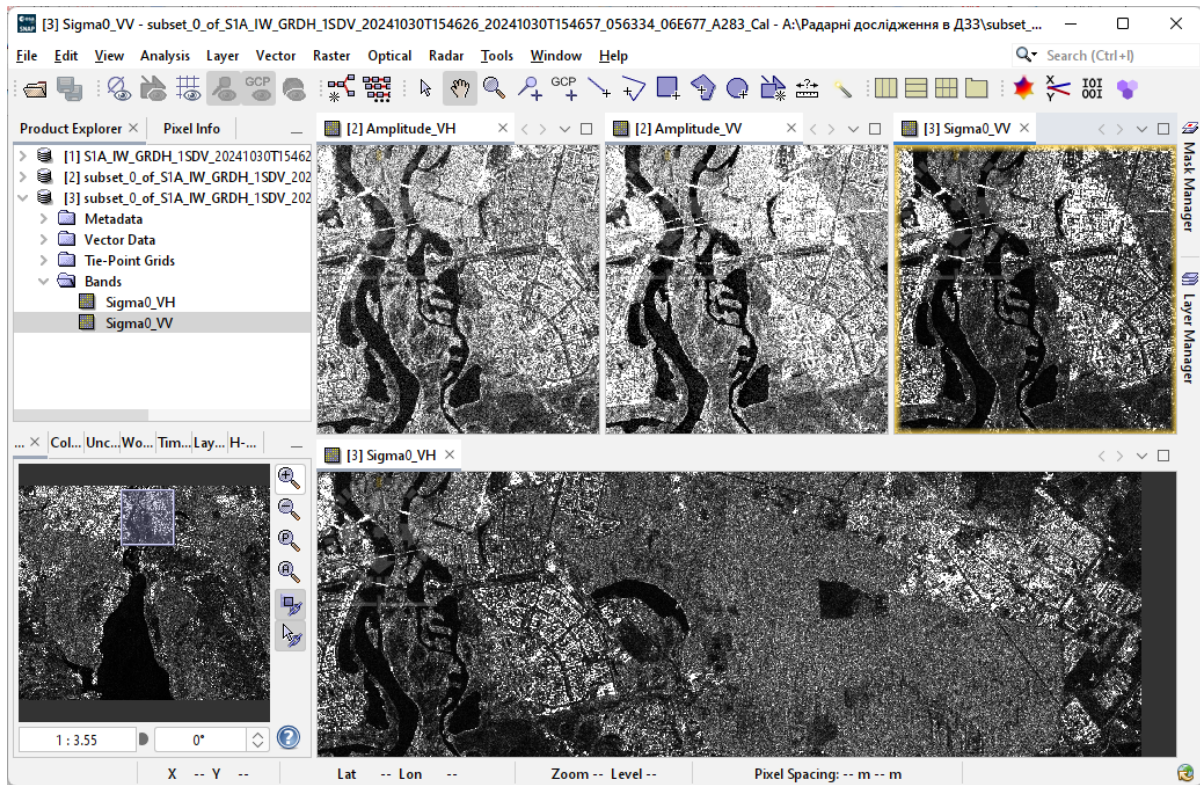 [3] Sigma0_VV - subset_0_of_S1A_IW_GRDH_1SDV_20241030T154626_20241030T154657_056334_06E677_A283_Cal - A:\Радарні дослідження в ДЗЗ\subset_...
File Edit View Analysis Layer Vector Raster Optical Radar Tools Window Help
Search (Ctrl+I)
GCP GCP
Product Explorer Pixel Info
[2] Amplitude_VH [2] Amplitude_VV [3] Sigma0_VV
[1] S1A_IW_GRDH_1SDV_20241030T15462
[2] subset_0_of_S1A_IW_GRDH_1SDV_202
[3] subset_0_of_S1A_IW_GRDH_1SDV_202
Metadata
Vector Data
Tie-Point Grids
Bands
Sigma0_VH
Sigma0_VV
Mask Manager
Layer Manager
... Col... Unc... Wo... Tim... Lay... H-...
[3] Sigma0_VH
1 : 3.55 0°
X -- Y -- Lat -- Lon -- Zoom -- Level -- Pixel Spacing: -- m -- m